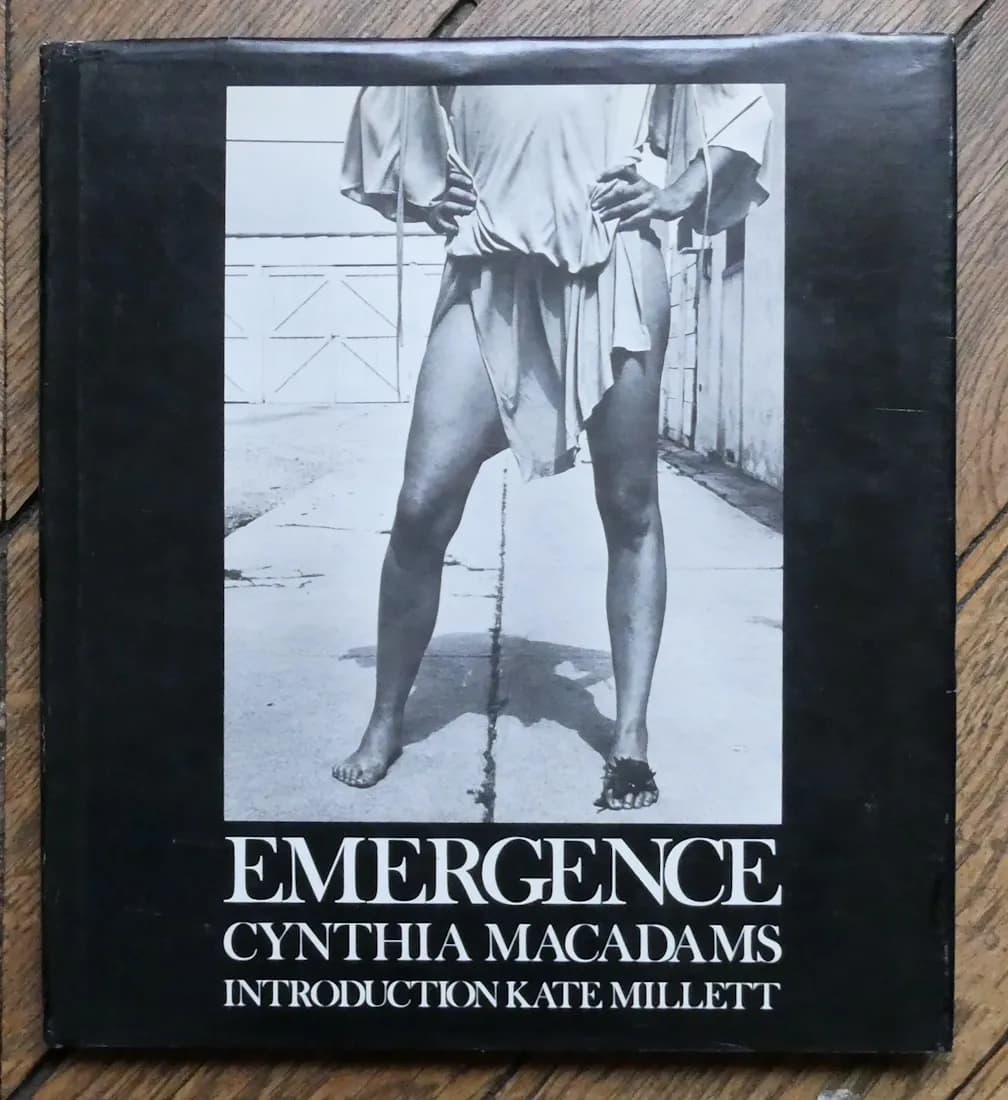 EMERGENCE
CYNTHIA MACADAMS
INTRODUCTION KATE MILLETT